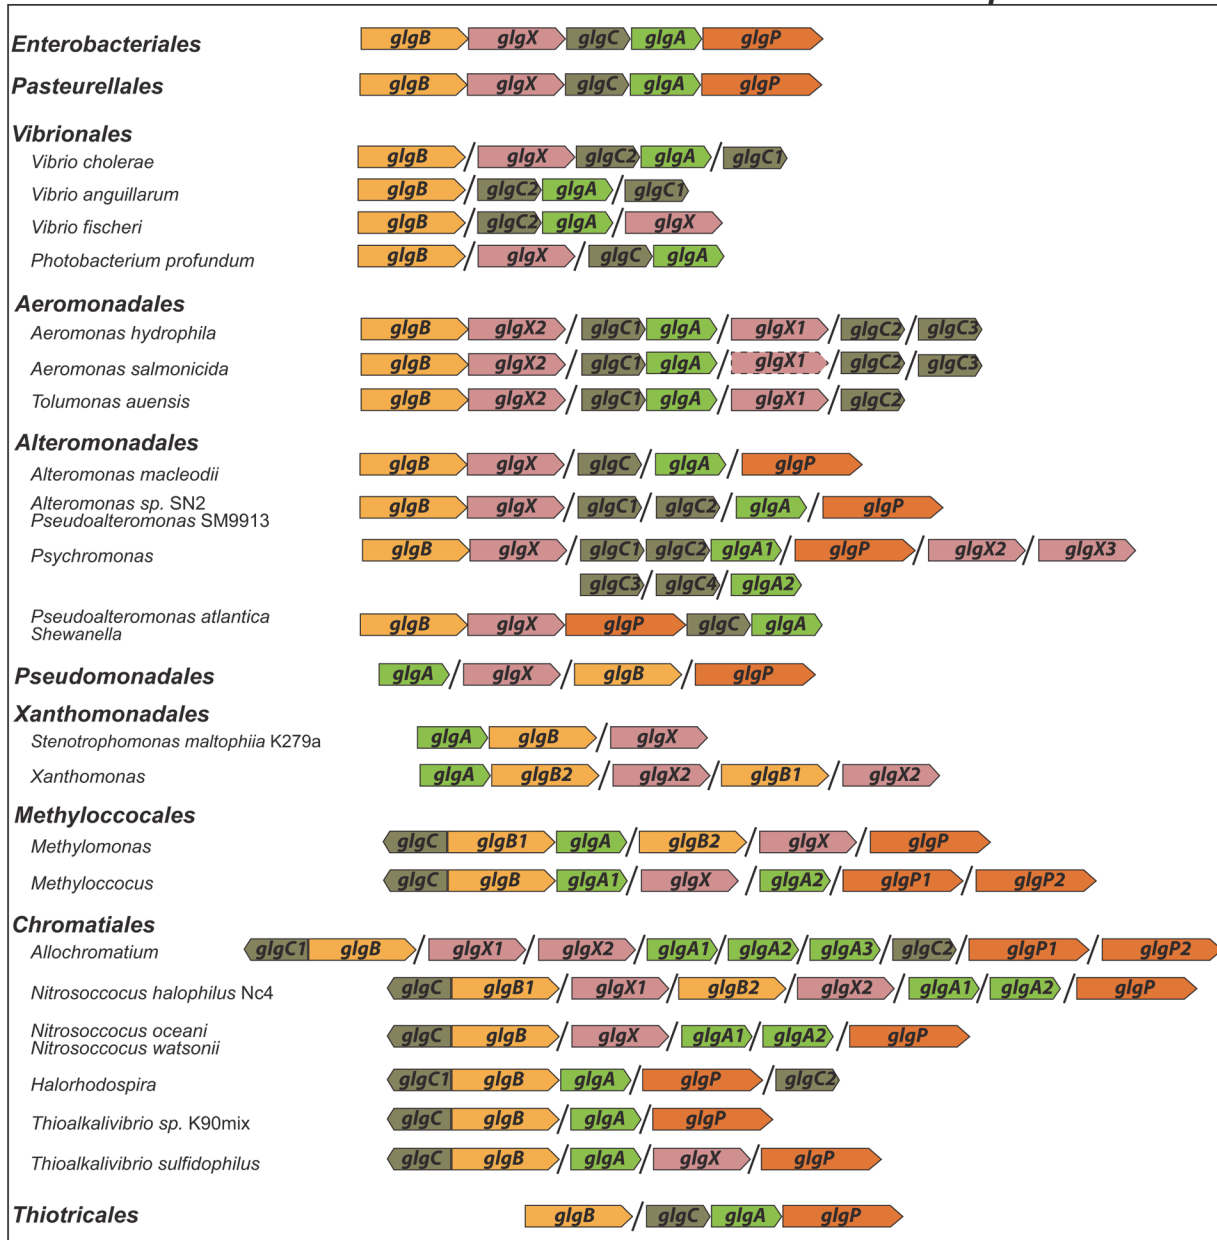 Enterobacteriales glgB glgX glgC glgA glgP
Pasteurellales glgB glgX glgC glgA glgP
Vibrionales
Vibrio cholerae glgB / glgX glgC2 glgA / glgC1
Vibrio anguillarum glgB / glgC2 glgA / glgC1
Vibrio fischeri glgB / glgC2 glgA / glgX
Photobacterium profundum glgB / glgX / glgC glgA
Aeromonadales
Aeromonas hydrophila glgB glgX2 / glgC1 glgA / glgX1 / glgC2 / glgC3
Aeromonas salmonicida glgB glgX2 / glgC1 glgA / glgX1 / glgC2 / glgC3
Tolumonas auensis glgB glgX2 / glgC1 glgA / glgX1 / glgC2
Alteromonadales
Alteromonas macleodii glgB glgX / glgC / glgA / glgP
Alteromonas sp. SN2 glgB glgX / glgC1 / glgC2 / glgA / glgP
Pseudoalteromonas SM9913
Psychromonas glgB glgX / glgC1 glgC2 glgA1 / glgP / glgX2 / glgX3
glgC3 / glgC4 / glgA2
Pseudoalteromonas atlantica glgB glgX glgP glgC glgA
Shewanella
Pseudomonadales glgA / glgX / glgB / glgP
Xanthomonadales
Stenotrophomonas maltophiia K279a glgA glgB / glgX
Xanthomonas glgA glgB2 / glgX2 / glgB1 / glgX2
Methyloccocales
Methylomonas glgC glgB1 glgA / glgB2 / glgX / glgP
Methyloccocus glgC glgB glgA1 / glgX / glgA2 / glgP1 / glgP2
Chromatiales
Allochromatium glgC1 glgB / glgX1 / glgX2 / glgA1 / glgA2 / glgA3 / glgC2 / glgP1 / glgP2
Nitrosoccocus halophilus Nc4 glgC glgB1 / glgX1 / glgB2 / glgX2 / glgA1 / glgA2 / glgP
Nitrosoccocus oceani glgC glgB / glgX / glgA1 / glgA2 / glgP
Nitrosoccocus watsonii
Halorhodospira glgC1 glgB glgA / glgP / glgC2
Thioalkalivibrio sp. K90mix glgC glgB / glgA / glgP
Thioalkalivibrio sulfidophilus glgC glgB / glgA / glgX / glgP
Thiotricales glgB / glgC glgA glgP